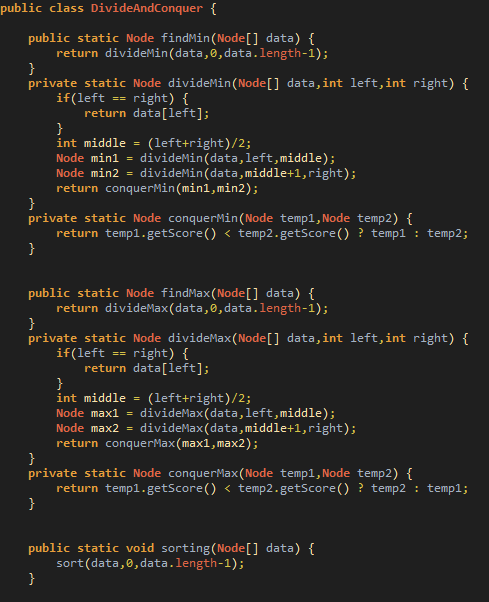 public class DivideAndConquer {
public static Node findMin(Node[] data) {
return divideMin(data,0,data.length-1);
}
private static Node divideMin(Node[] data,int left,int right) {
if(left == right) {
return data[left];
}
int middle = (left+right)/2;
Node min1 = divideMin(data,left,middle);
Node min2 = divideMin(data,middle+1,right);
return conquerMin(min1,min2);
}
private static Node conquerMin(Node temp1,Node temp2) {
return temp1.getScore() < temp2.getScore() ? temp1 : temp2;
}
public static Node findMax(Node[] data) {
return divideMax(data,0,data.length-1);
}
private static Node divideMax(Node[] data,int left,int right) {
if(left == right) {
return data[left];
}
int middle = (left+right)/2;
Node max1 = divideMax(data,left,middle);
Node max2 = divideMax(data,middle+1,right);
return conquerMax(max1,max2);
}
private static Node conquerMax(Node temp1,Node temp2) {
return temp1.getScore() < temp2.getScore() ? temp2 : temp1;
}
public static void sorting(Node[] data) {
sort(data,0,data.length-1);
}